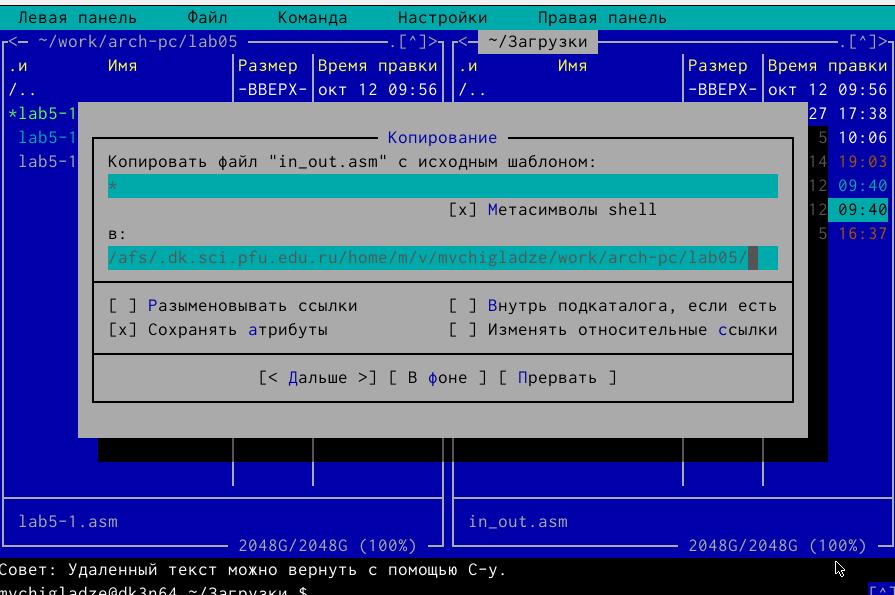 Левая панель Файл Команда Настройки Правая панель
<─ ~/work/arch-pc/lab05 ─.[^]> <─ ~/Загрузки ─.[^]>
.и Имя Размер Время правки .и Имя Размер Время правки
/.. -ВВЕРХ- окт 12 09:56 /.. -ВВЕРХ- окт 12 09:56
*lab5-1 27 17:38
lab5-1 5 10:06
lab5-1 14 19:03
12 09:40
12 09:40
5 16:37
Копирование
Копировать файл "in_out.asm" с исходным шаблоном:
*
[x] Метасимволы shell
в:
/afs/.dk.sci.pfu.edu.ru/home/m/v/mvchigladze/work/arch-pc/lab05/
[ ] Разыменовывать ссылки [ ] Внутрь подкаталога, если есть
[x] Сохранять атрибуты [ ] Изменять относительные ссылки
[< Дальше >] [ В фоне ] [ Прервать ]
lab5-1.asm in_out.asm
2048G/2048G (100%) 2048G/2048G (100%)
Совет: Удаленный текст можно вернуть с помощью C-y.
mvchigladze@dk3n64 ~/Загрузки $ [^]